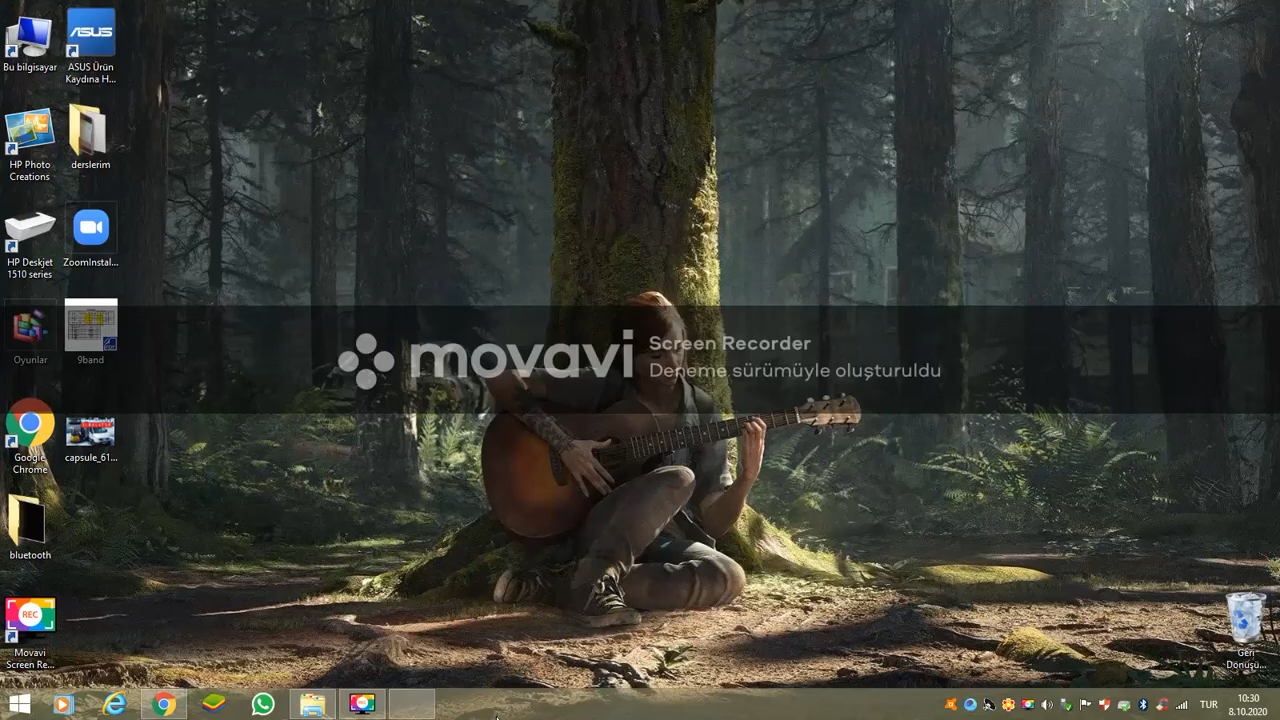 Bu bilgisayar
ASUS
ASUS Ürün
Kaydına H...
HP Photo
Creations
derslerim
HP Deskjet
1510 series
ZoomInstal...
Oyunlar
9band
movavi
Screen Recorder
Deneme sürümüyle oluşturuldu
Google
Chrome
capsule_61...
bluetooth
REC
Movavi
Screen Re...
Geri
Dönüşü...
TUR
10:30
8.10.2020